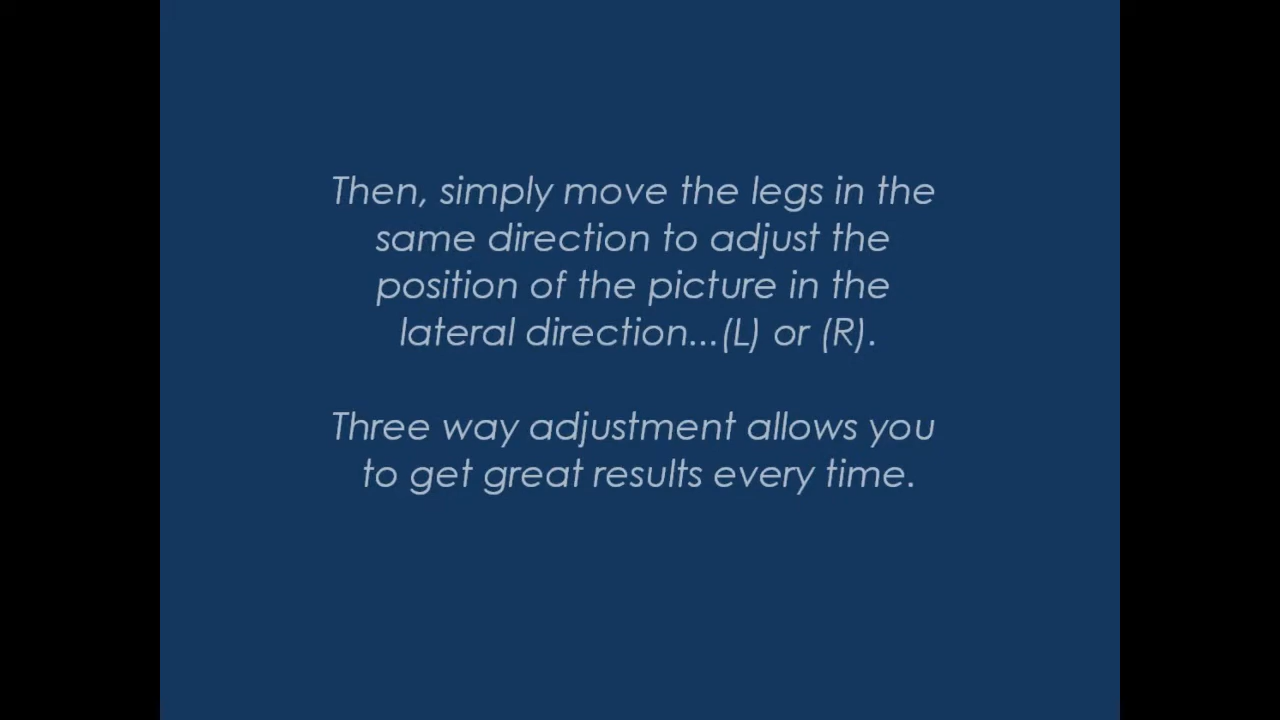 Then, simply move the legs in the
same direction to adjust the
position of the picture in the
lateral direction...(L) or (R).
Three way adjustment allows you
to get great results every time.